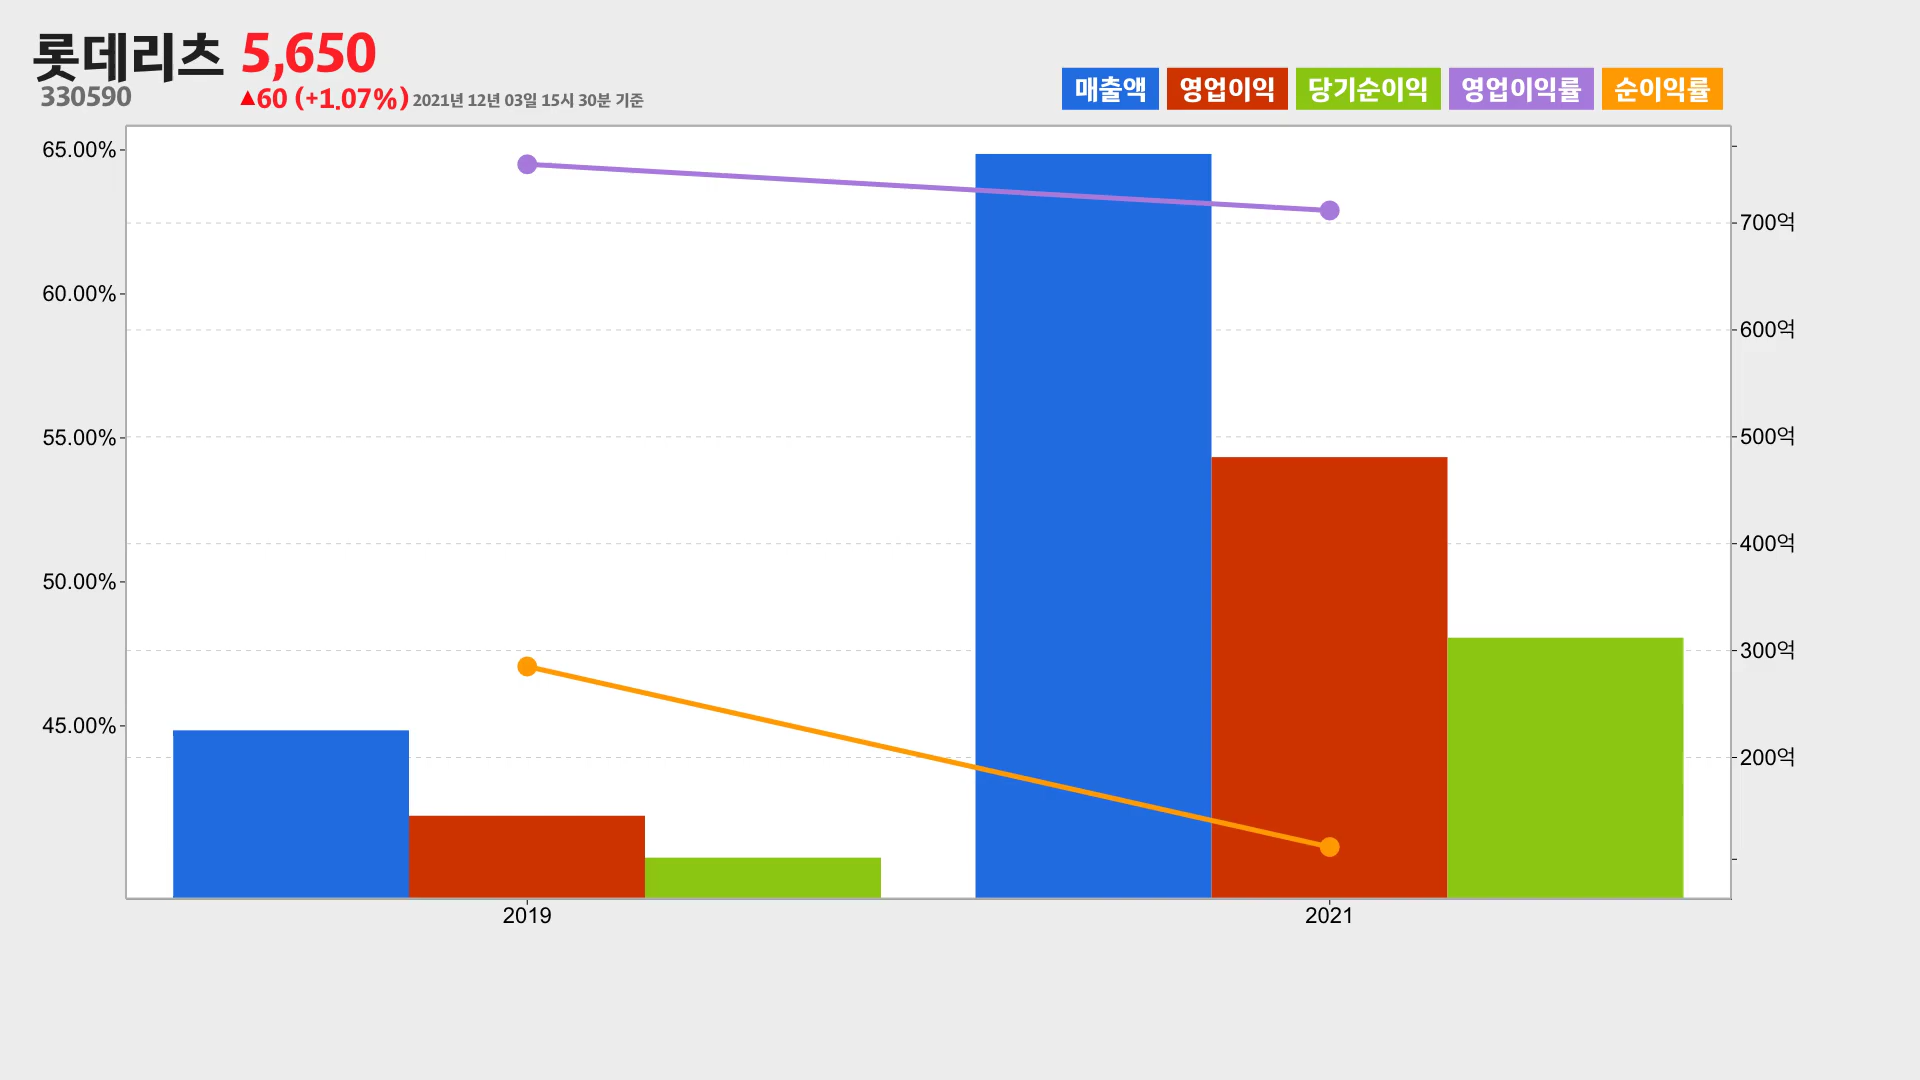 롯데리츠 5,650
330590 ▲60 (+1.07%) 2021년 12년 03일 15시 30분 기준
매출액 영업이익 당기순이익 영업이익률 순이익률
65.00%
700억
60.00%
600억
55.00% 500억
400억
50.00%
300억
45.00%
200억
2019 2021